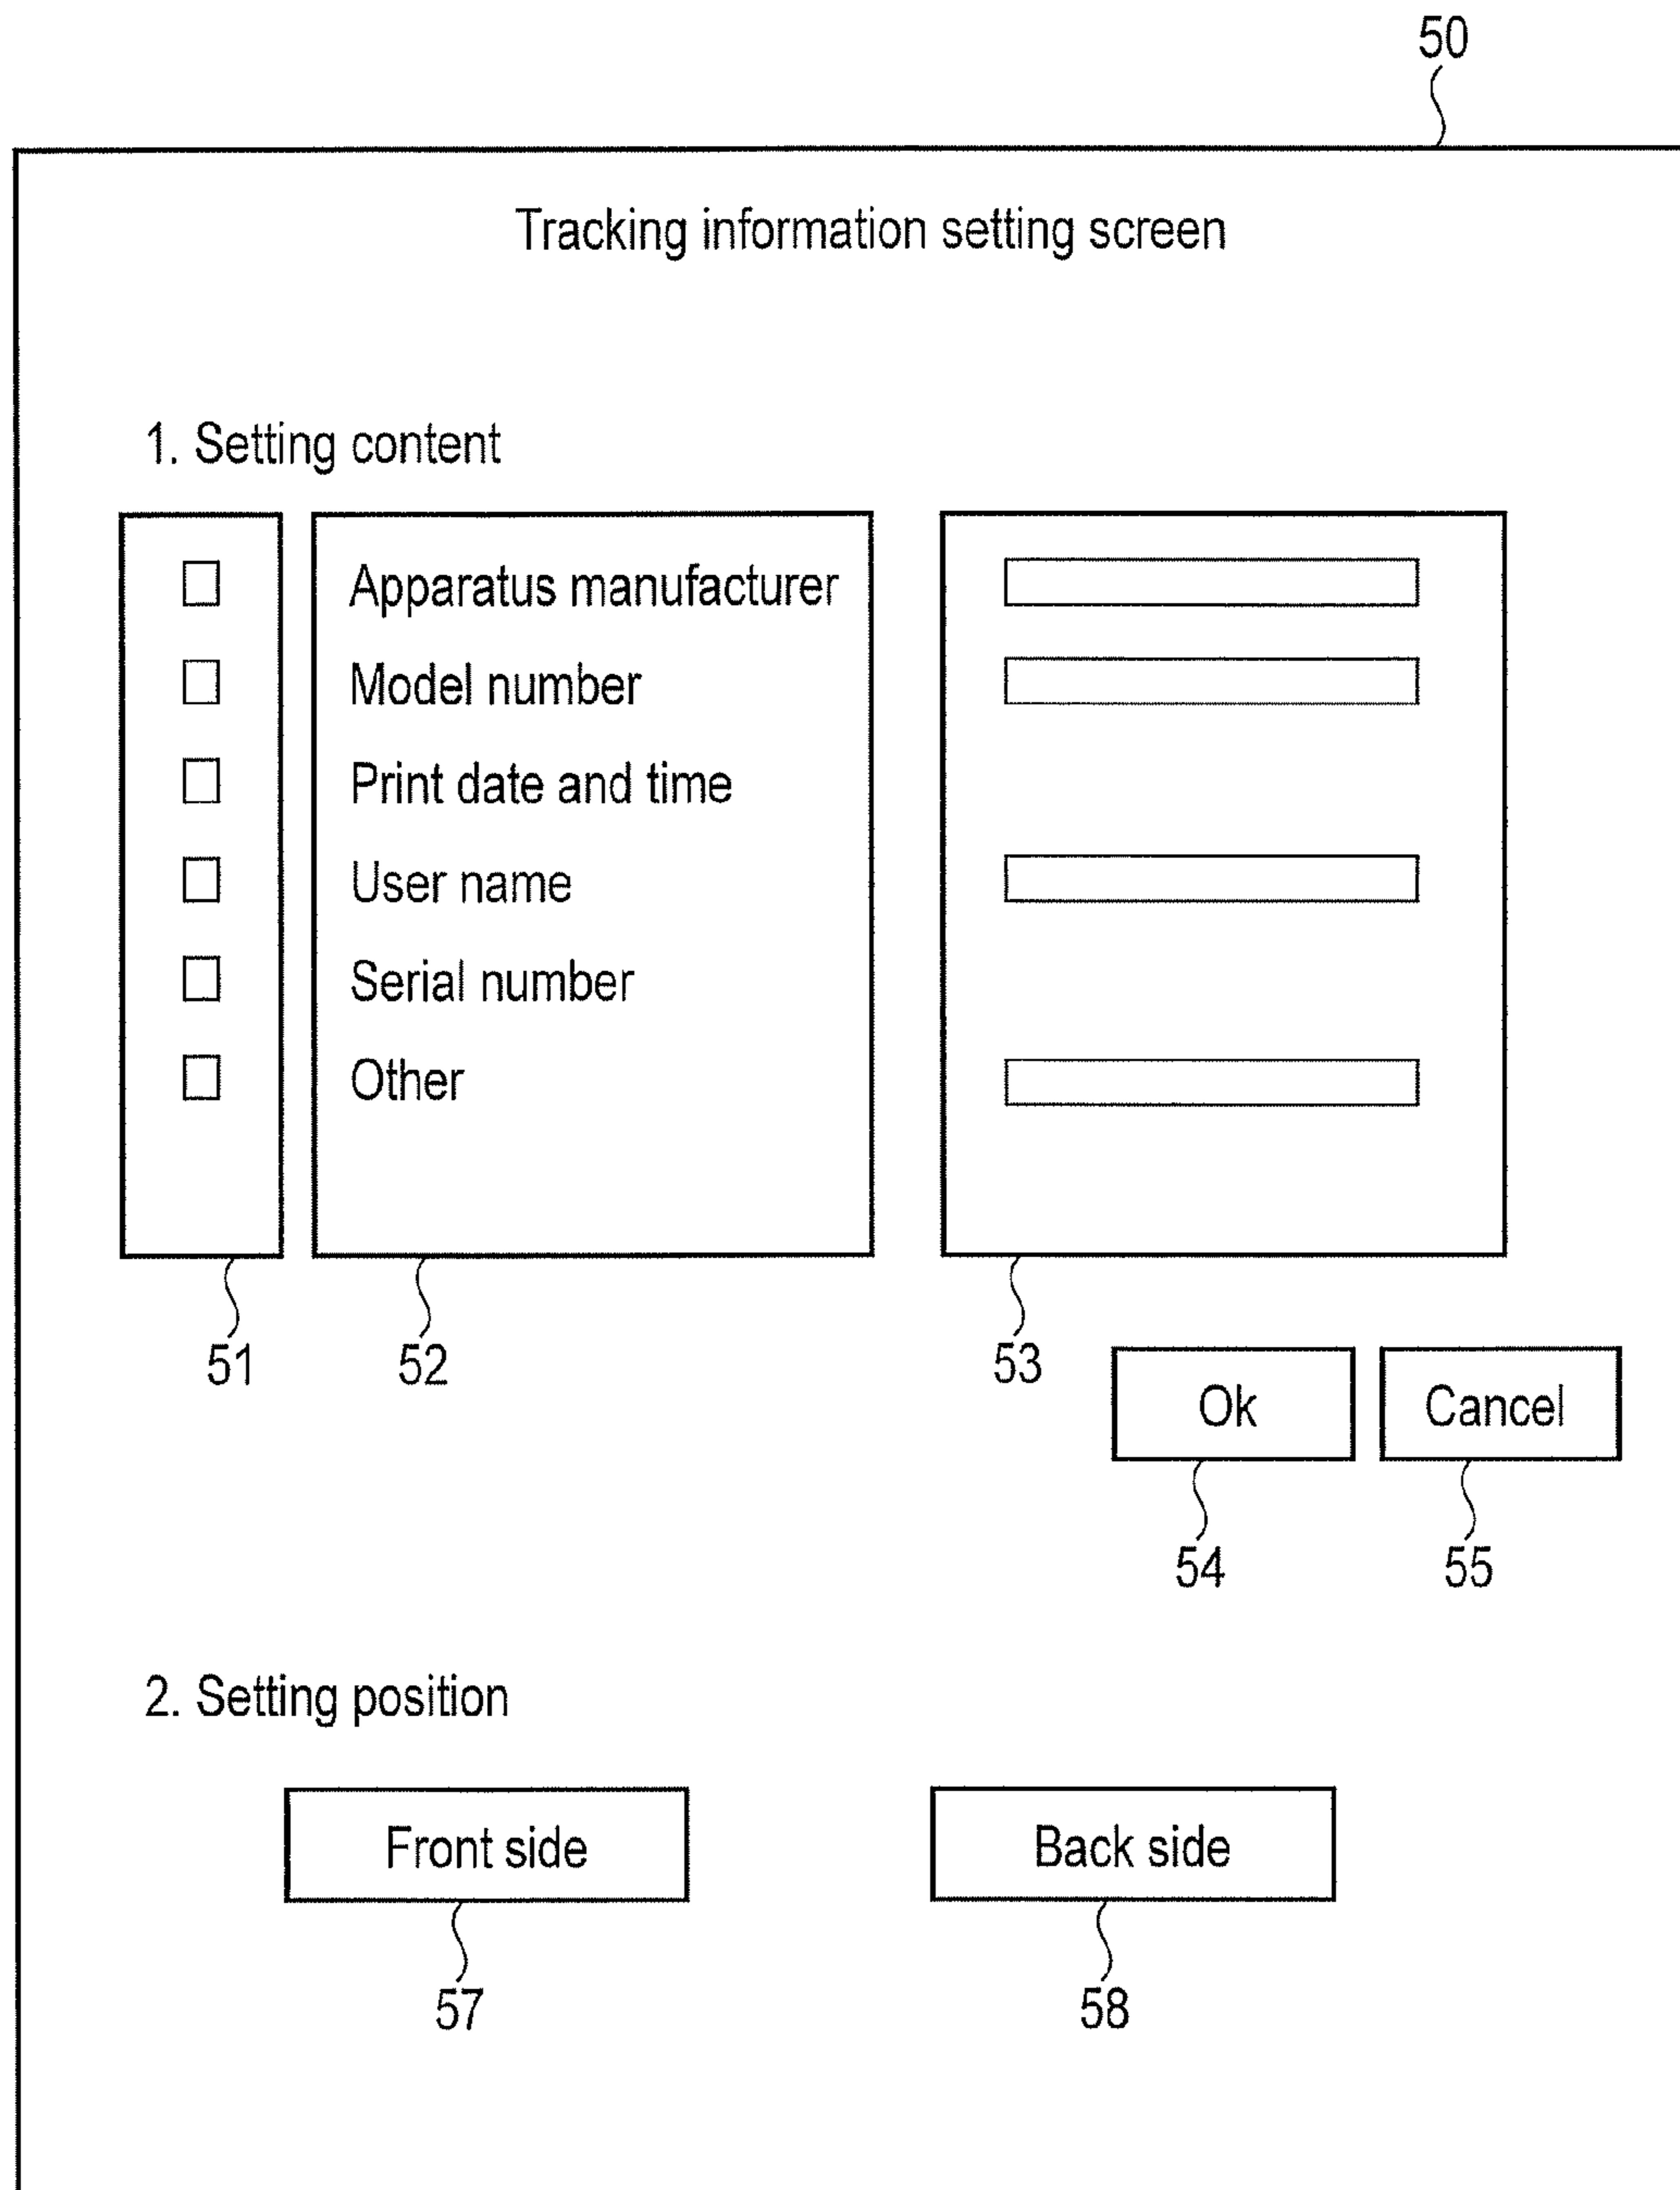 50
Tracking information setting screen
1. Setting content
Apparatus manufacturer
Model number
Print date and time
User name
Serial number
Other
51
52
53
Ok
Cancel
54
55
2. Setting position
Front side
Back side
57
58